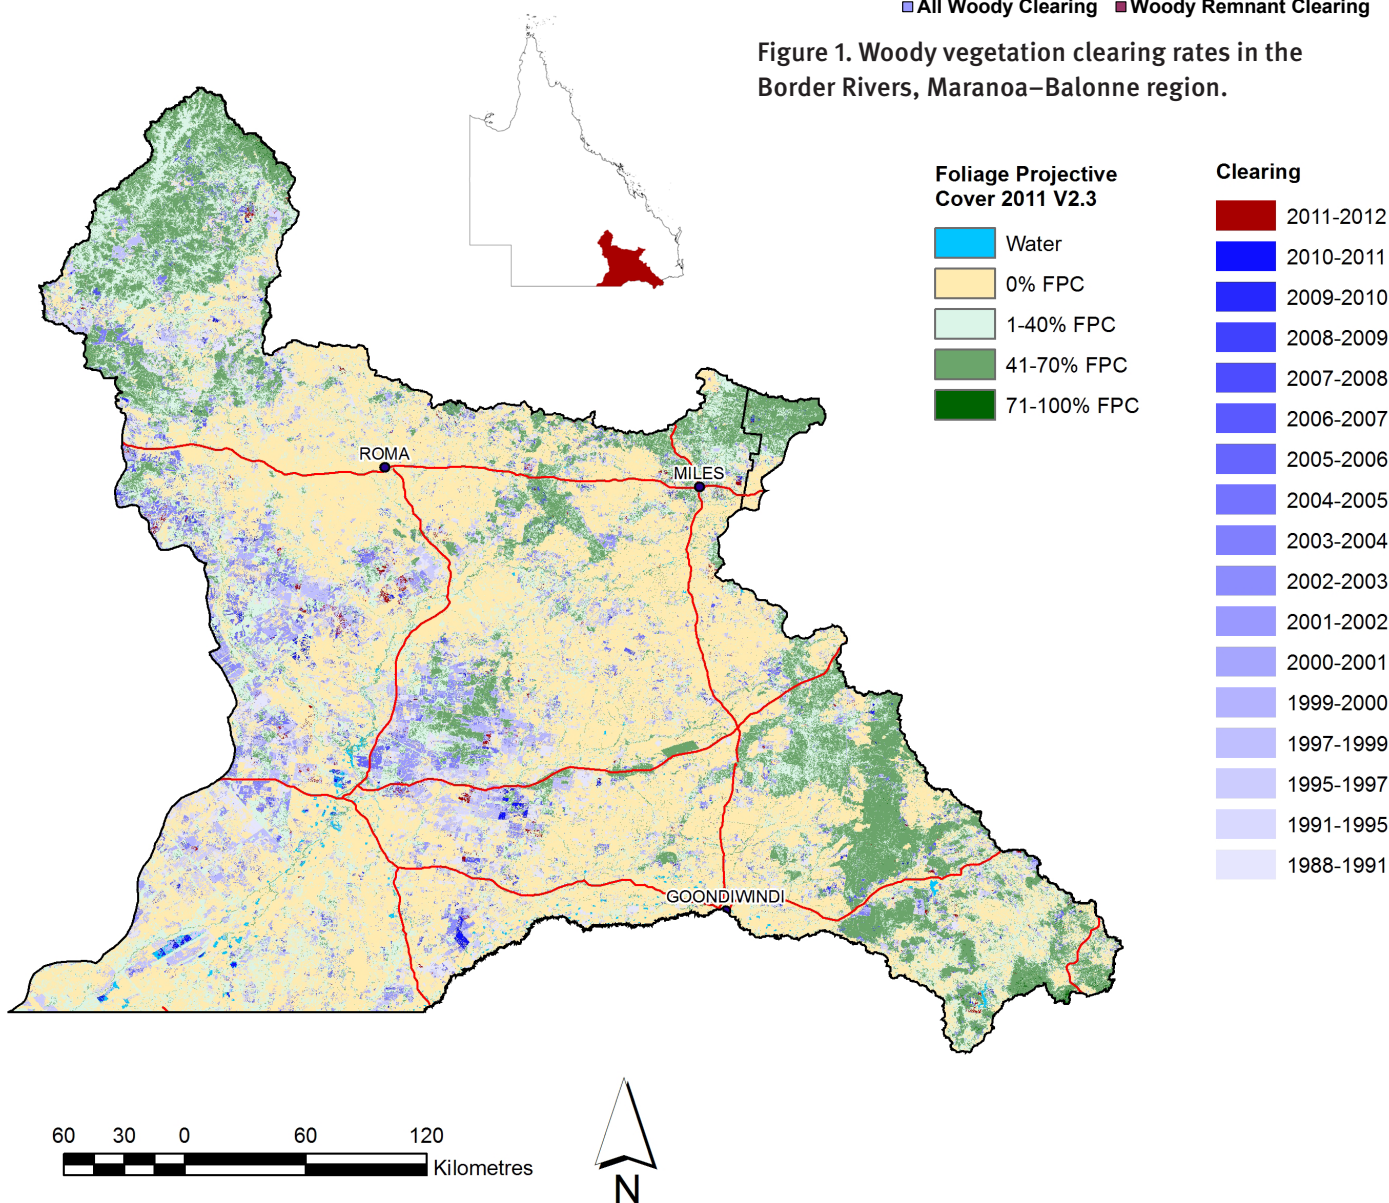 All Woody Clearing Woody Remnant Clearing
Figure 1. Woody vegetation clearing rates in the
Border Rivers, Maranoa–Balonne region.
Foliage Projective
Cover 2011 V2.3
Water
0% FPC
1-40% FPC
41-70% FPC
71-100% FPC
Clearing
2011-2012
2010-2011
2009-2010
2008-2009
2007-2008
2006-2007
2005-2006
2004-2005
2003-2004
2002-2003
2001-2002
2000-2001
1999-2000
1997-1999
1995-1997
1991-1995
1988-1991
ROMA
MILES
GOONDIWINDI
60 30 0 60 120
Kilometres
N